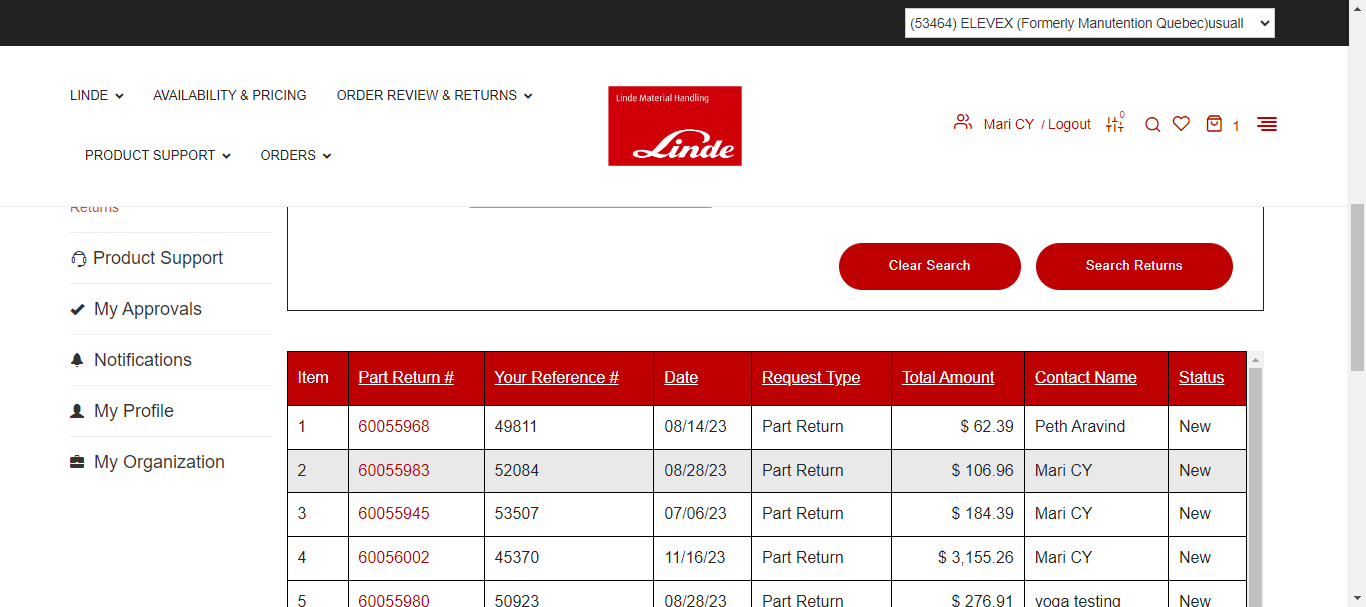 (53464) ELEVEX (Formerly Manutention Quebec)usuall
LINDE AVAILABILITY & PRICING ORDER REVIEW & RETURNS
PRODUCT SUPPORT ORDERS
Linde Material Handling
Linde
Mari CY / Logout 0 1
Returns
Product Support
My Approvals
Notifications
My Profile
My Organization
Clear Search Search Returns
Item Part Return # Your Reference # Date Request Type Total Amount Contact Name Status
1 60055968 49811 08/14/23 Part Return $ 62.39 Peth Aravind New
2 60055983 52084 08/28/23 Part Return $ 106.96 Mari CY New
3 60055945 53507 07/06/23 Part Return $ 184.39 Mari CY New
4 60056002 45370 11/16/23 Part Return $ 3,155.26 Mari CY New
5 60055980 50923 08/28/23 Part Return $ 276.91 yoga testing New